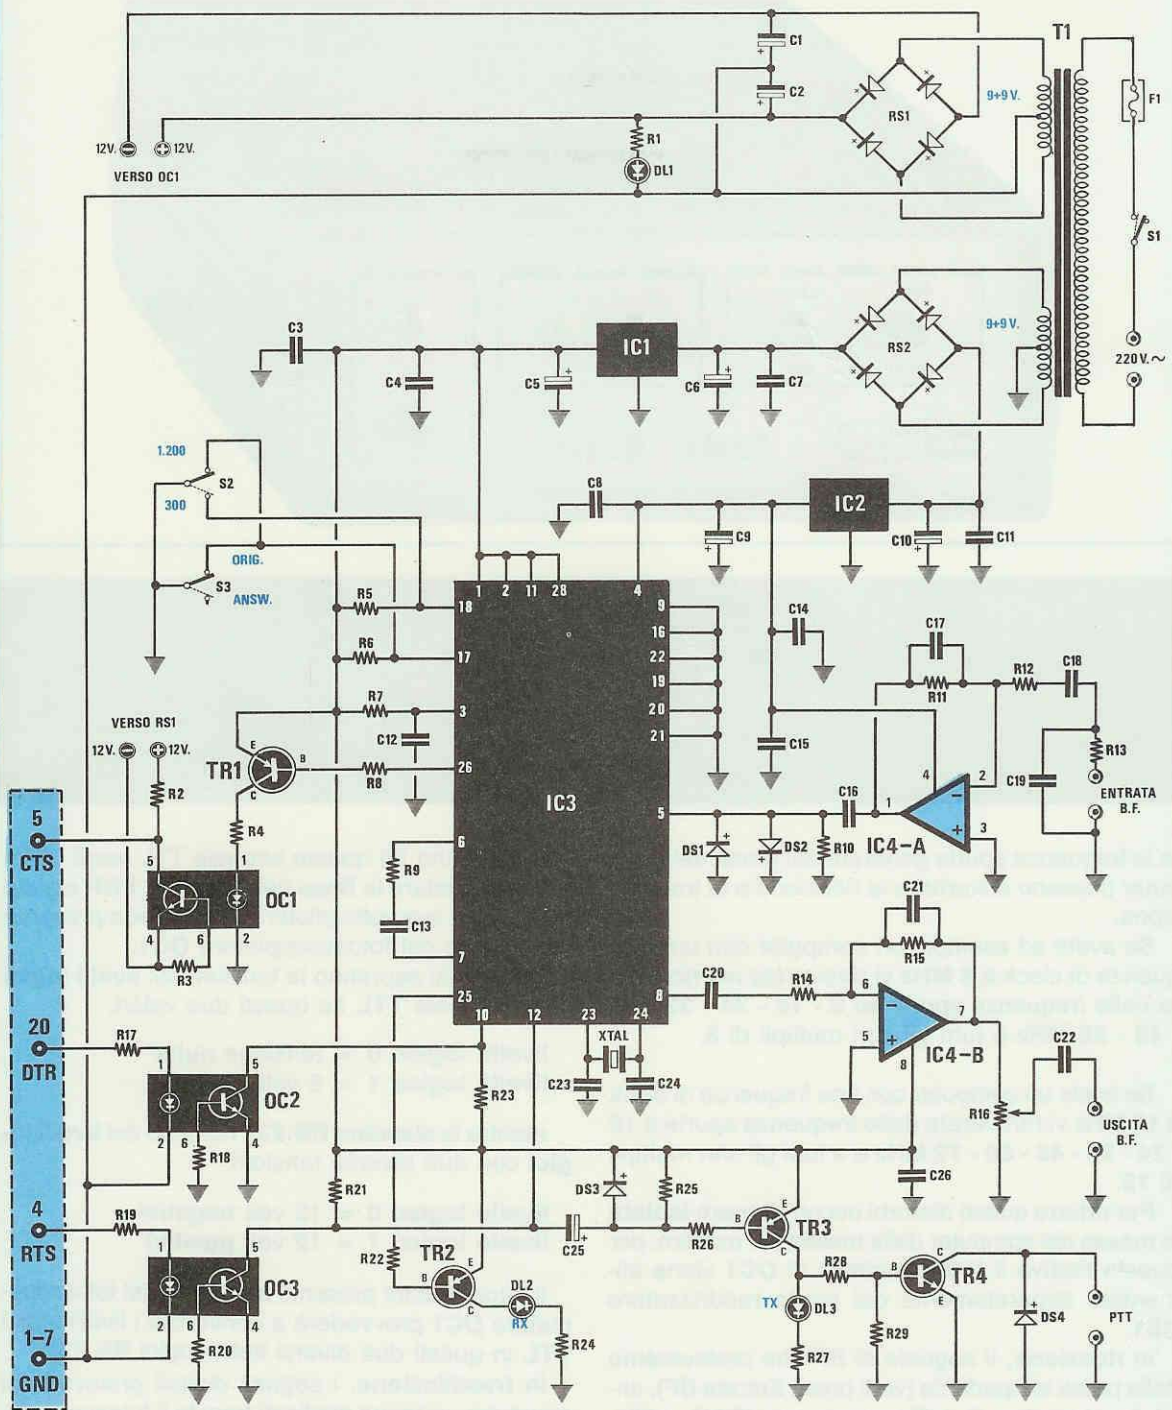 T1
C1
C2
9+9 V.
F1
RS1
R1
12V. 12V.
DL1
VERSO OC1
S1
C3
IC1
9+9 V.
RS2
220 V. ~
C4 C5 C6 C7
1.200
S2
300
C8
IC2
C9 C10 C11
ORIG.
S3
ANSW.
1 2 11 28 4
R5 18 9
C14
16
C17
R6 17 22
R12 C18
R11
19
VERSO RS1
R7 3 20
R13
12V. 12V.
C12 21
C15
E
TR1 B
R8 26
4 2
C19
C
IC3
ENTRATA
B.F.
R2
C16
5
1
5
CTS
R4
6
DS1 DS2 R10
IC4-A
3
5 1
R9
C21
OC1
R15
4 6 2
C13
R3
7
C20 R14 6
20
DTR
25 10 12 23 24 8
7
R17
XTAL
5
IC4-B
C22
1 5
C23 C24
8
OC2
R23
R16
2 6 4
USCITA
B.F.
R18
R21
DS3 R25
C26
4
RTS
R19
E
B TR3
C25
R26
C
1 5
R22
TR2
E
R28
C
OC3
B
B TR4
DL2
C
RX
TX DL3
E
2 6 4
DS4
PTT
R29
1-7
GND
R20
R24
R27